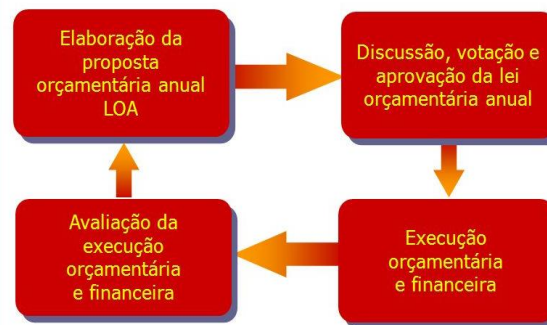 Elaboração da
proposta
orçamentária anual
LOA
Discussão, votação e
aprovação da lei
orçamentária anual
Avaliação da
execução
orçamentária
e financeira
Execução
orçamentária
e financeira